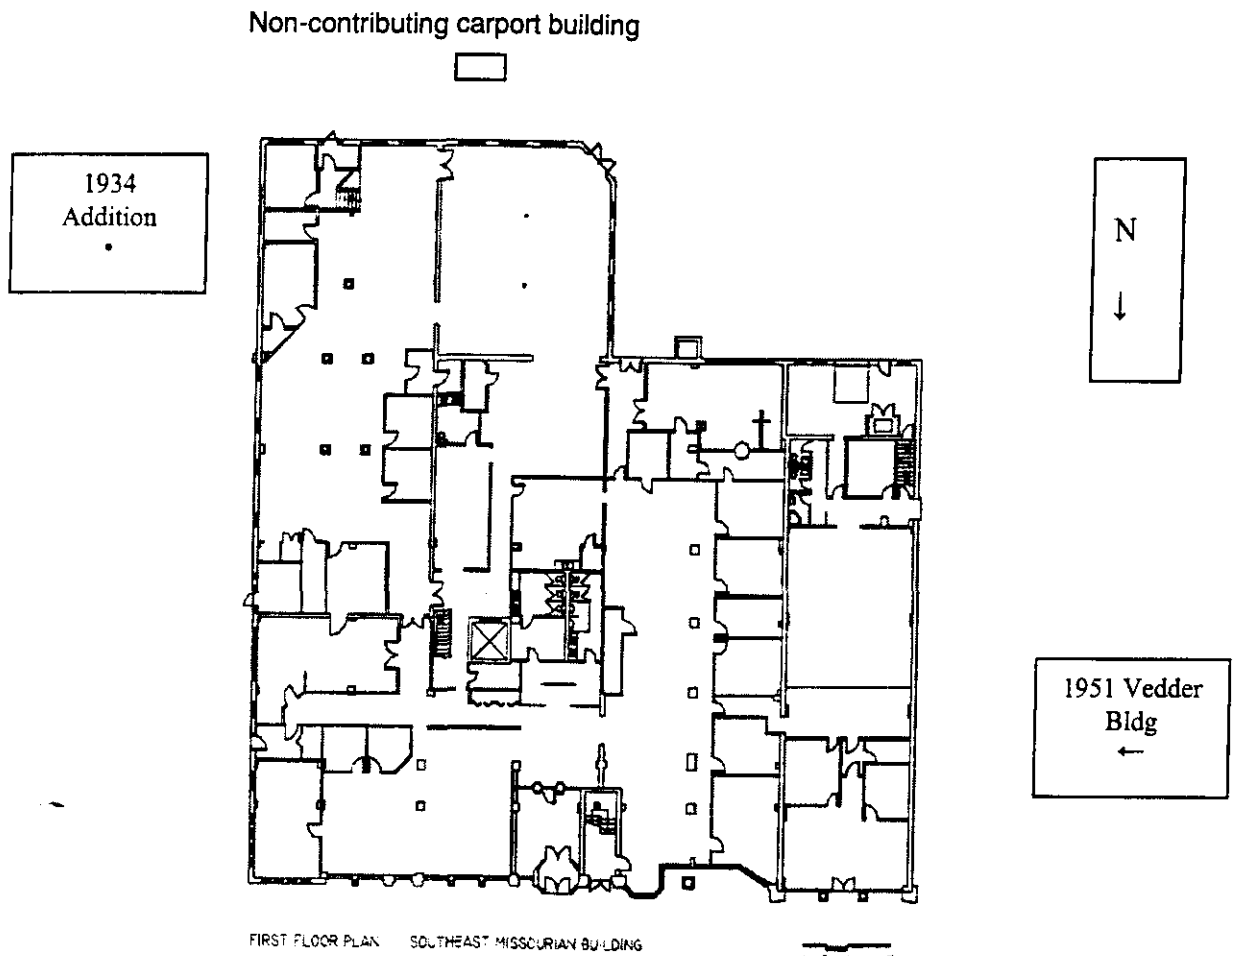 Non-contributing carport building
1934
Addition
N
↓
1951 Vedder
Bldg
←
FIRST FLOOR PLAN SOUTHEAST MISSOURIAN BUILDING